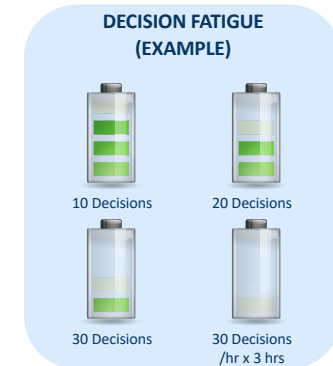 DECISION FATIGUE
(EXAMPLE)
10 Decisions
20 Decisions
30 Decisions
30 Decisions
/hr x 3 hrs